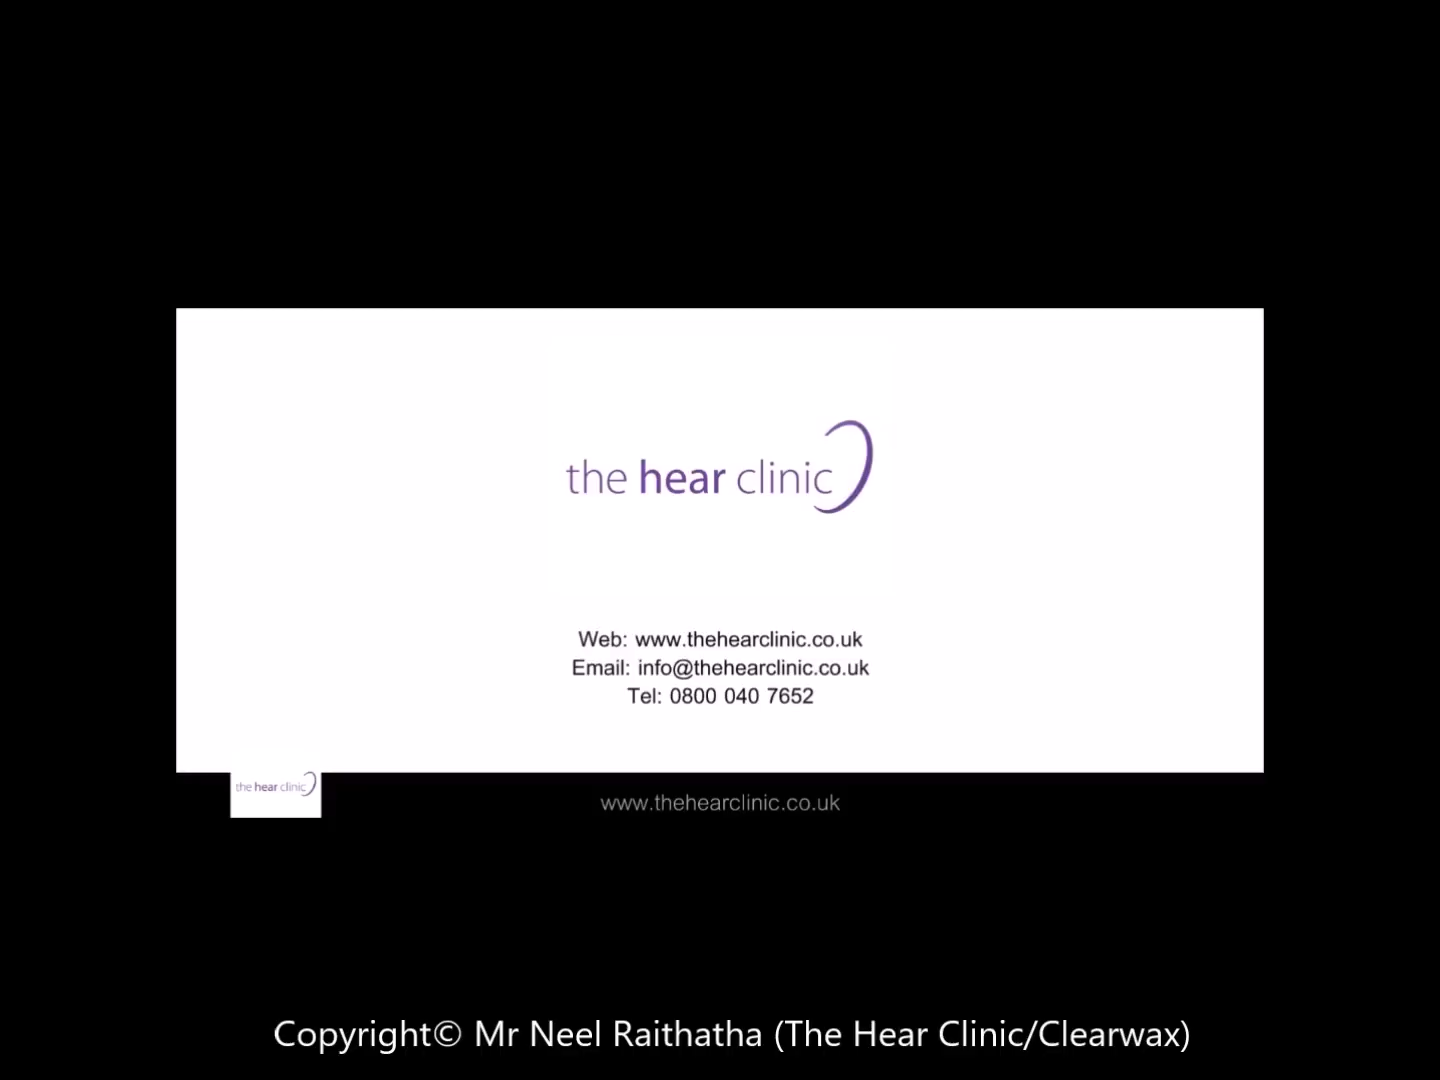 the hear clinic
Web: www.thehearclinic.co.uk
Email: info@thehearclinic.co.uk
Tel: 0800 040 7652
the hear clinic
www.thehearclinic.co.uk
Copyright© Mr Neel Raithatha (The Hear Clinic/Clearwax)